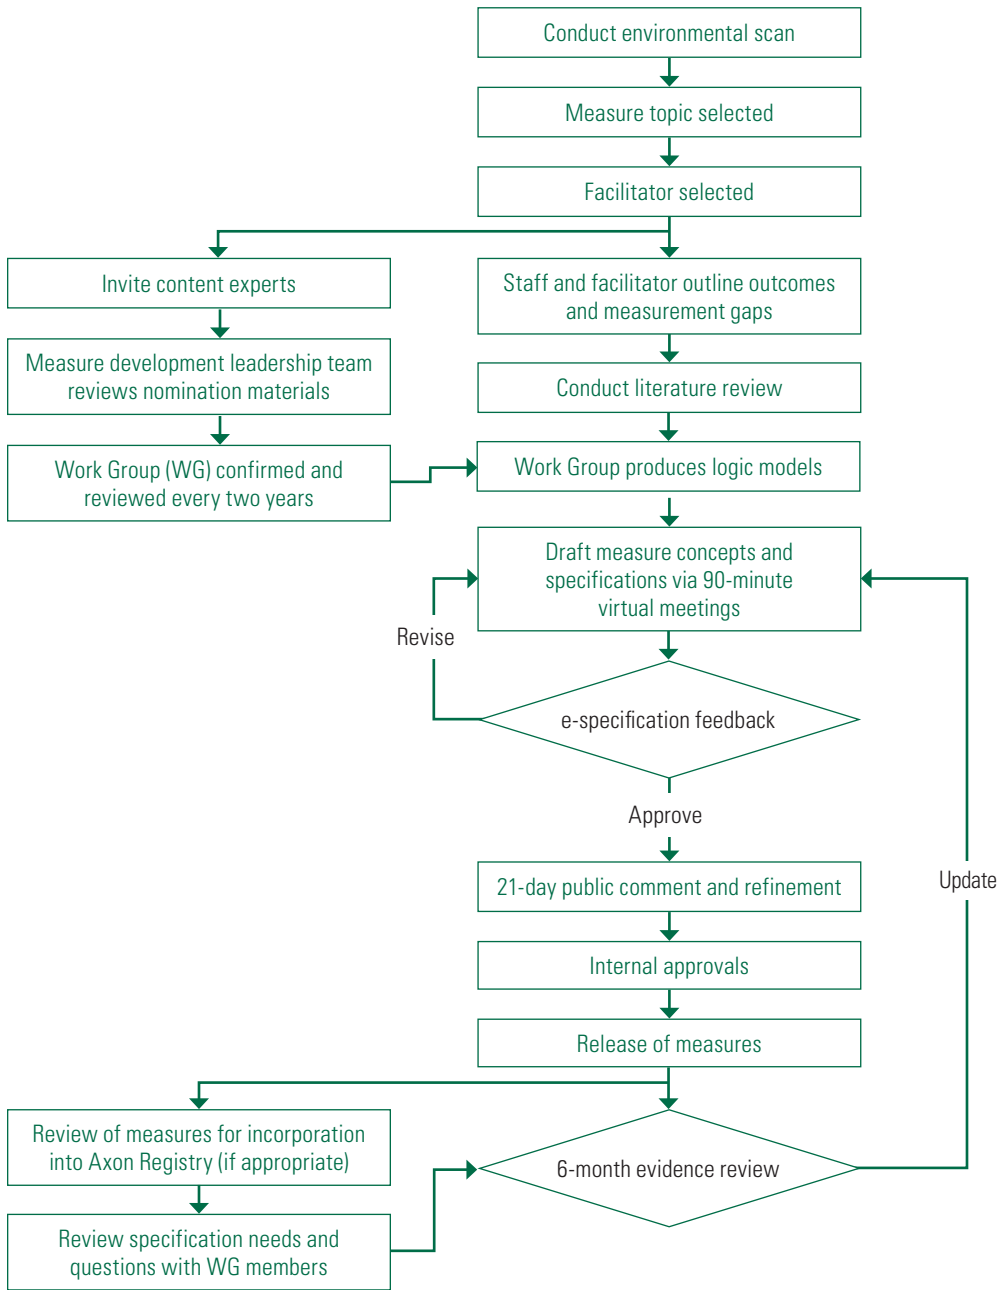 Conduct environmental scan
Measure topic selected
Facilitator selected
Invite content experts
Staff and facilitator outline outcomes
and measurement gaps
Measure development leadership team
reviews nomination materials
Conduct literature review
Work Group (WG) confirmed and
reviewed every two years
Work Group produces logic models
Draft measure concepts and
specifications via 90-minute
virtual meetings
Revise
e-specification feedback
Approve
21-day public comment and refinement
Update
Internal approvals
Release of measures
Review of measures for incorporation
into Axon Registry (if appropriate)
6-month evidence review
Review specification needs and
questions with WG members